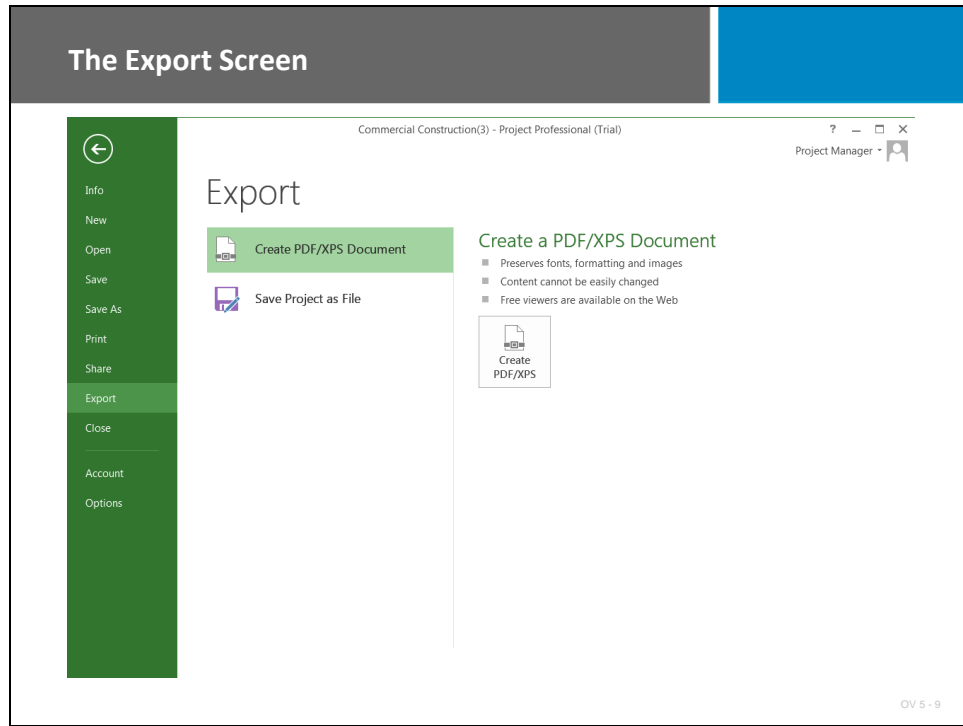 The Export Screen
Commercial Construction(3) - Project Professional (Trial)
? 
Project Manager
Info
New
Open
Save
Save As
Print
Share
Export
Close
Account
Options
Export
Create PDF/XPS Document
Save Project as File
Create a PDF/XPS Document
Preserves fonts, formatting and images
Content cannot be easily changed
Free viewers are available on the Web
Create
PDF/XPS
OV 5 - 9